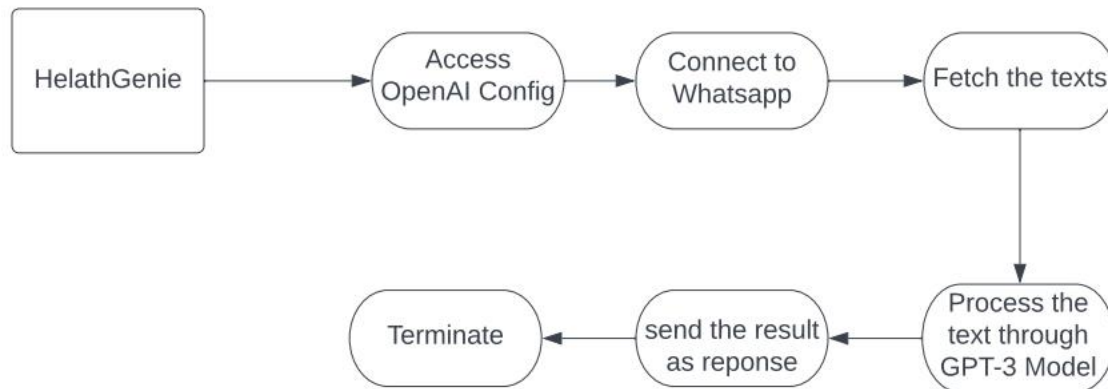 HelathGenie
Access
OpenAI Config
Connect to
Whatsapp
Fetch the texts
Process the
text through
GPT-3 Model
send the result
as reponse
Terminate